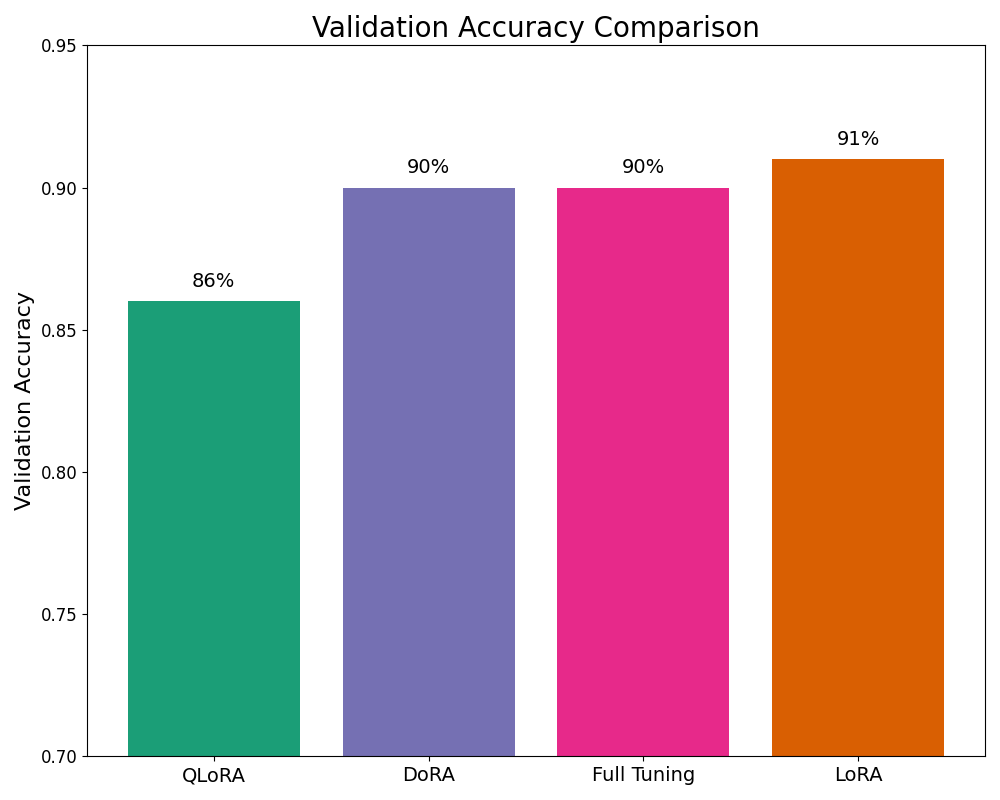 Validation Accuracy Comparison
Validation Accuracy
0.95
0.90
0.85
0.80
0.75
0.70
86%
90%
90%
91%
QLoRA
DoRA
Full Tuning
LoRA